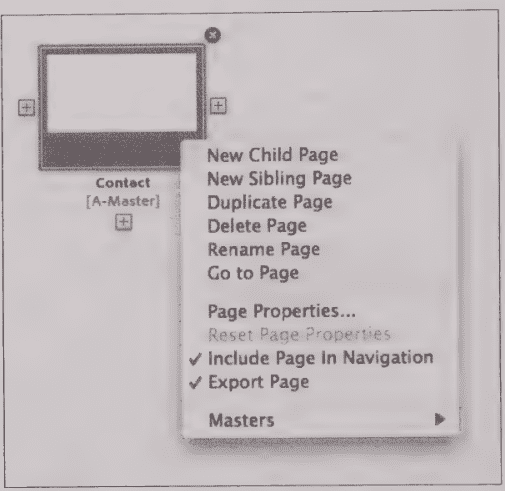 Contact
[A-Master]
New Child Page
New Sibling Page
Duplicate Page
Delete Page
Rename Page
Go to Page
Page Properties...
Reset Page Properties
✓ Include Page In Navigation
✓ Export Page
Masters